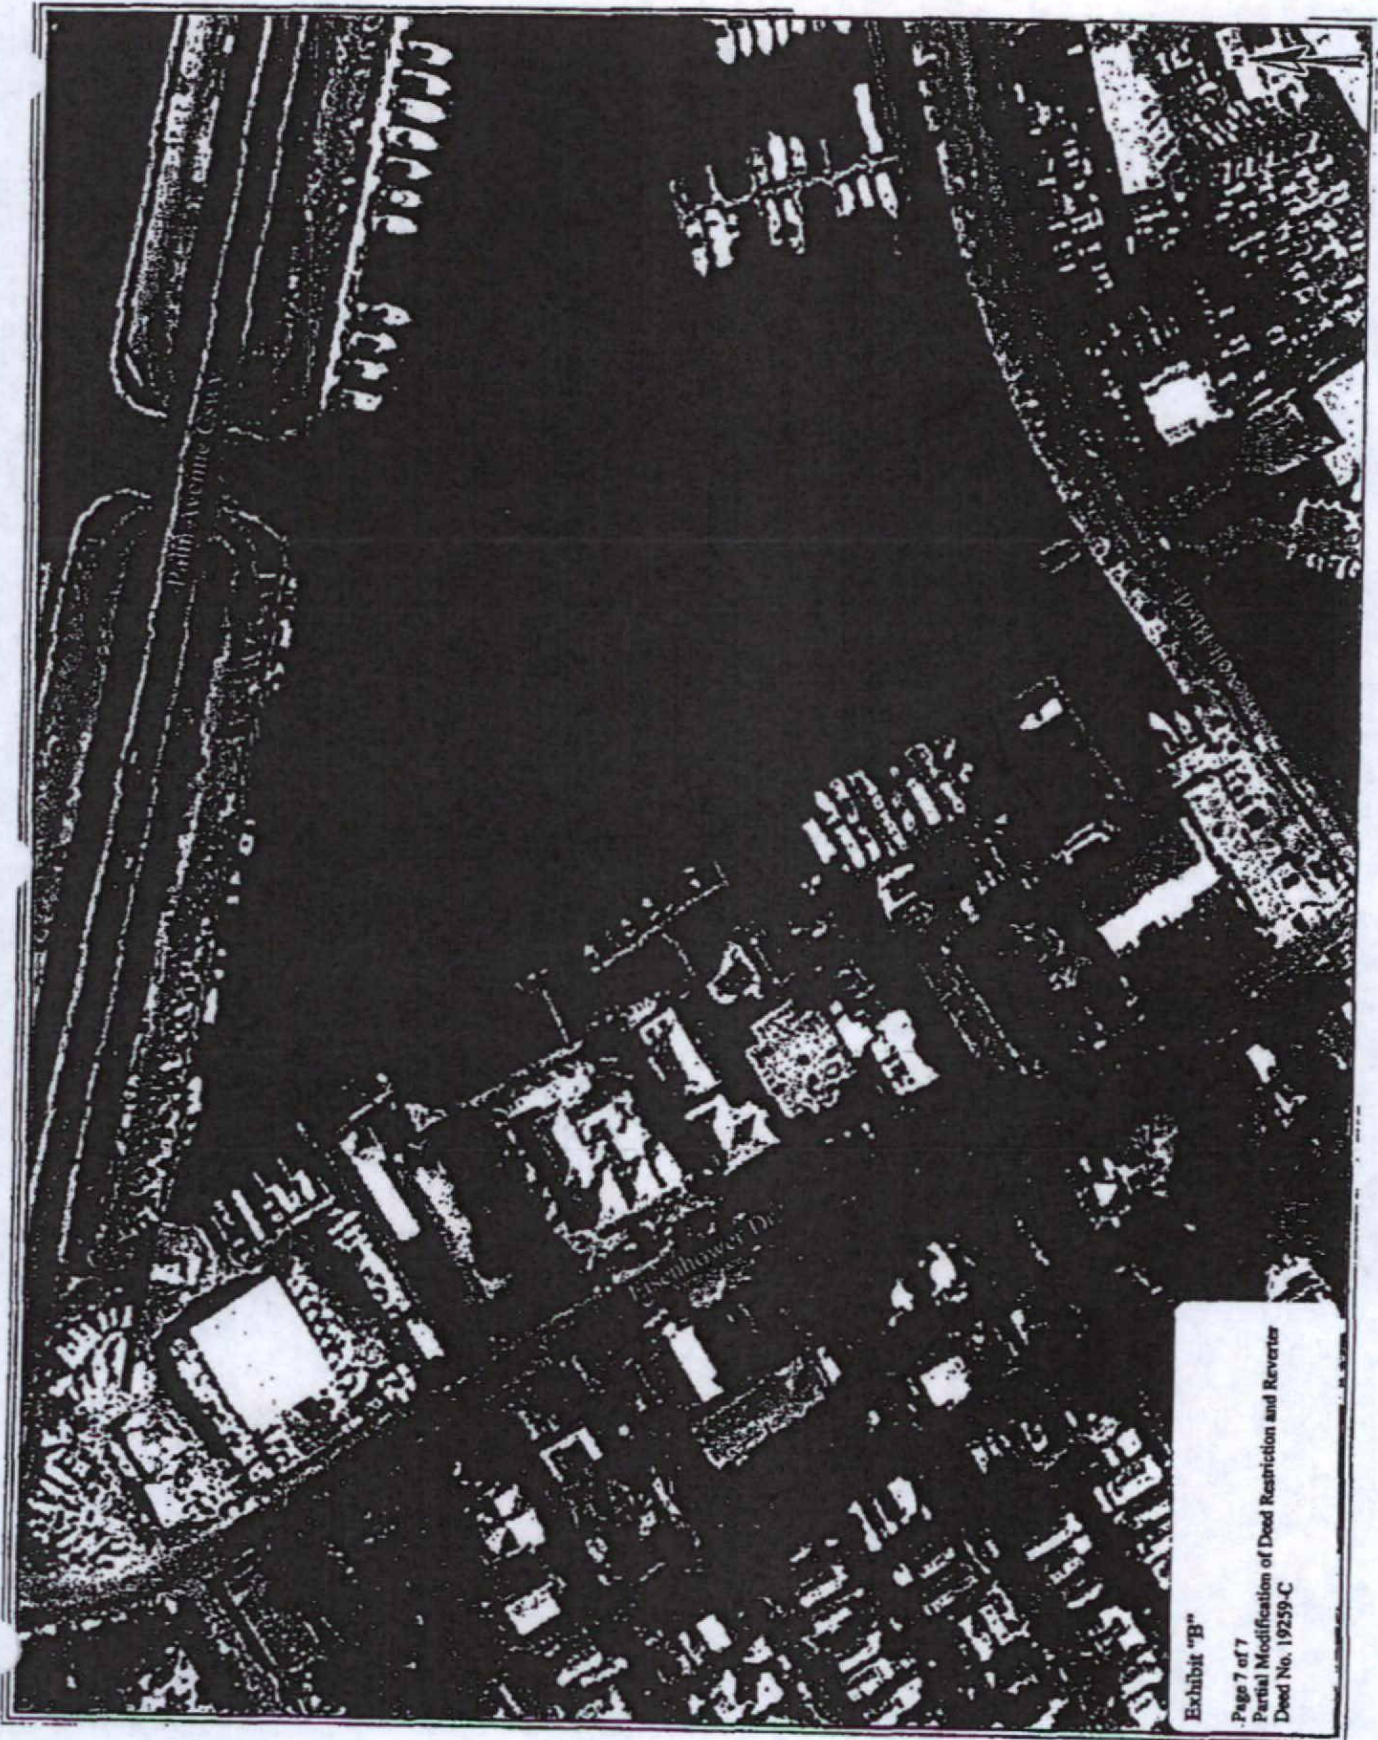 Palm Avenue Csw
Eisenhower Dr
Exhibit "B"
Page 7 of 7
Partial Modification of Deed Restriction and Reverter
Deed No. 19259-C